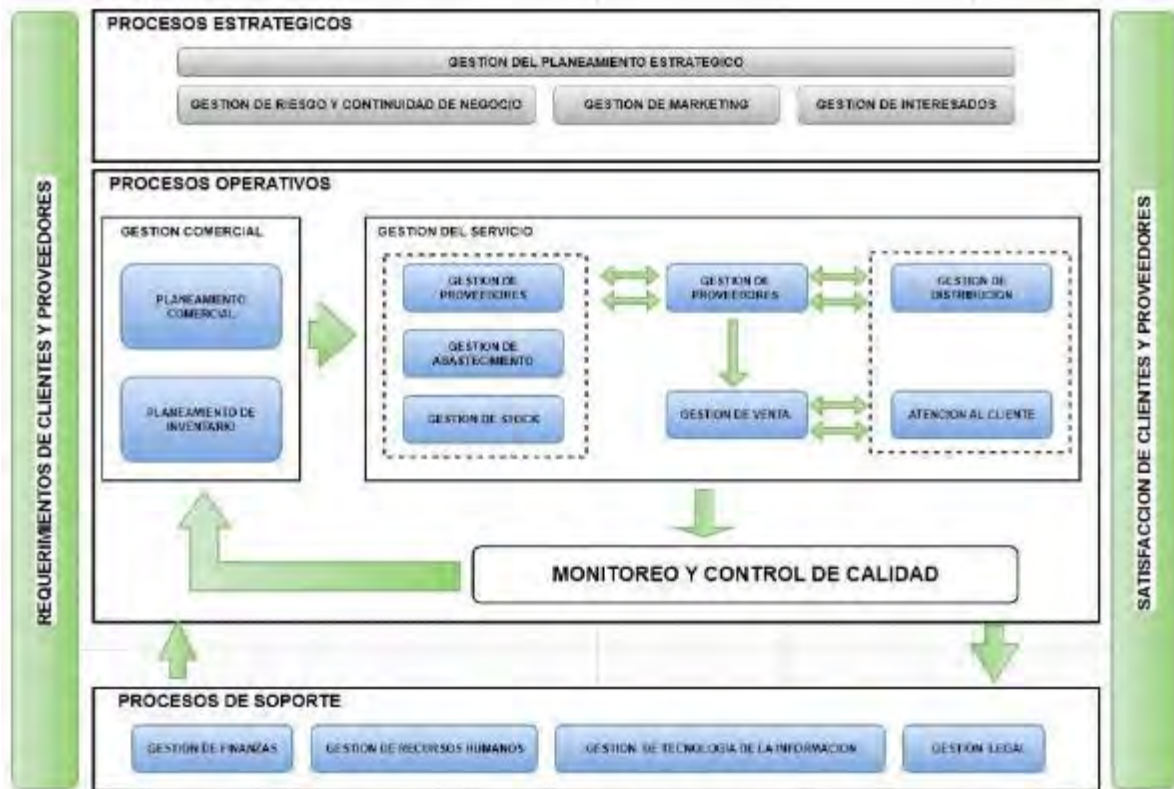 REQUERIMIENTOS DE CLIENTES Y PROVEEDORES
PROCESOS ESTRATEGICOS
GESTION DEL PLANEAMIENTO ESTRATEGICO
GESTION DE RIESGO Y CONTINUIDAD DE NEGOCIO
GESTION DE MARKETING
GESTION DE INTERESADOS
PROCESOS OPERATIVOS
GESTION COMERCIAL
PLANEAMIENTO
COMERCIAL
PLANEAMIENTO DE
INVENTARIO
GESTION DEL SERVICIO
GESTION DE
PROVEEDORES
GESTION DE
ABASTECIMIENTO
GESTION DE STOCK
GESTION DE
PROVEEDORES
GESTION DE VENTA
GESTION DE
DISTRIBUCION
ATENCION AL CLIENTE
MONITOREO Y CONTROL DE CALIDAD
PROCESOS DE SOPORTE
GESTION DE FINANZAS
GESTION DE RECURSOS HUMANOS
GESTION DE TECNOLOGIA DE LA INFORMACION
GESTION LEGAL
SATISFACCION DE CLIENTES Y PROVEEDORES